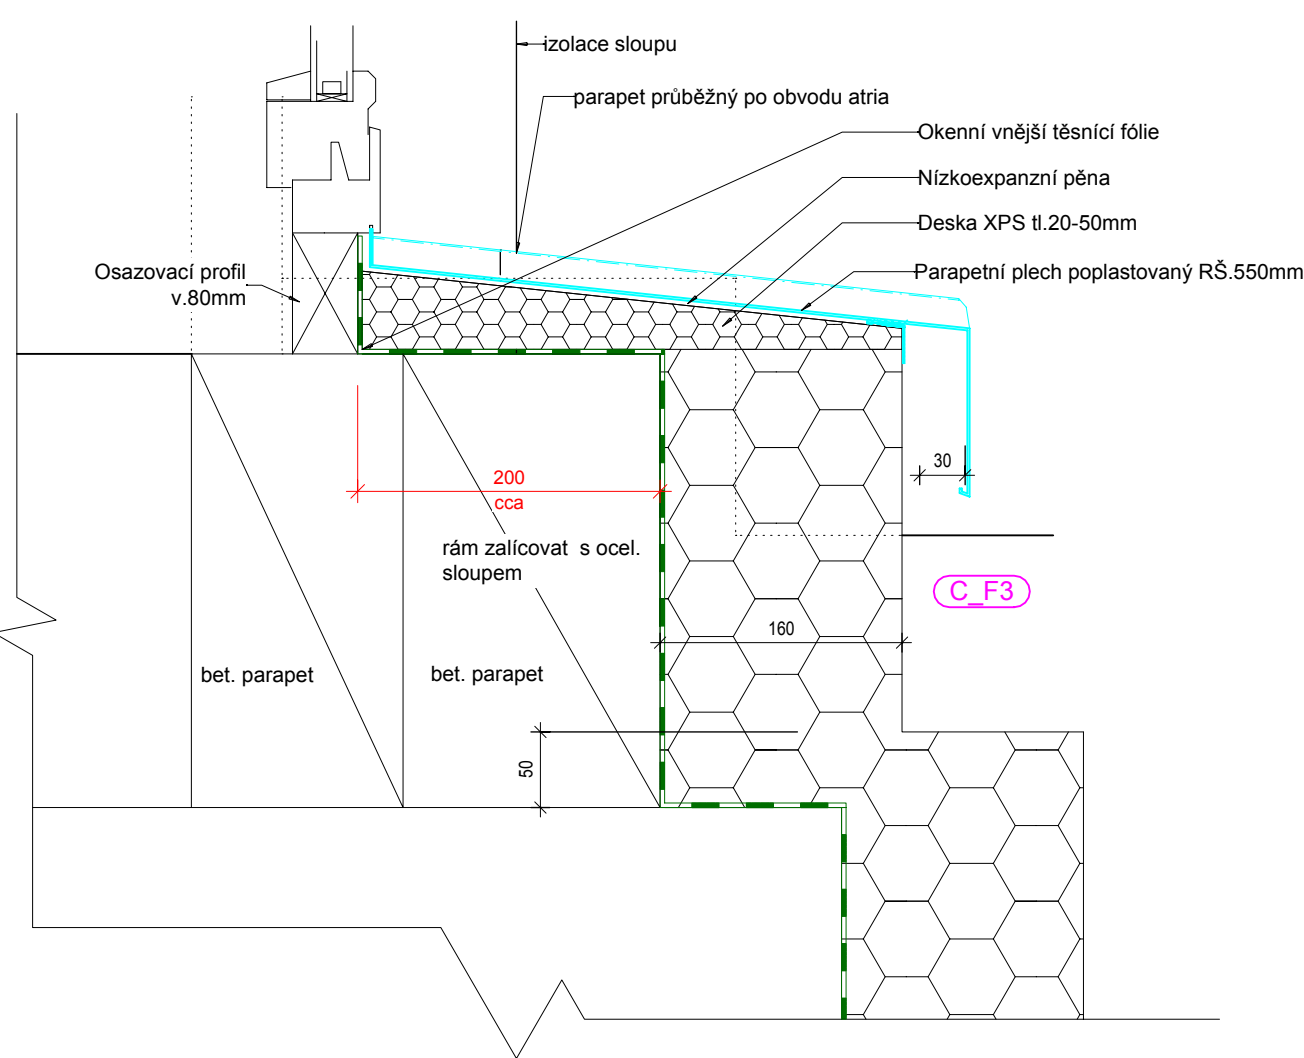 izolace sloupu
parapet průběžný po obvodu atria
Okenní vnější těsnící fólie
Nízkoexpanzní pěna
Deska XPS tl.20-50mm
Parapetní plech poplastovaný RŠ.550mm
Osazovací profil
v.80mm
30
200
cca
rám zalícovat s ocel.
sloupem
C_F3
160
bet. parapet
bet. parapet
50